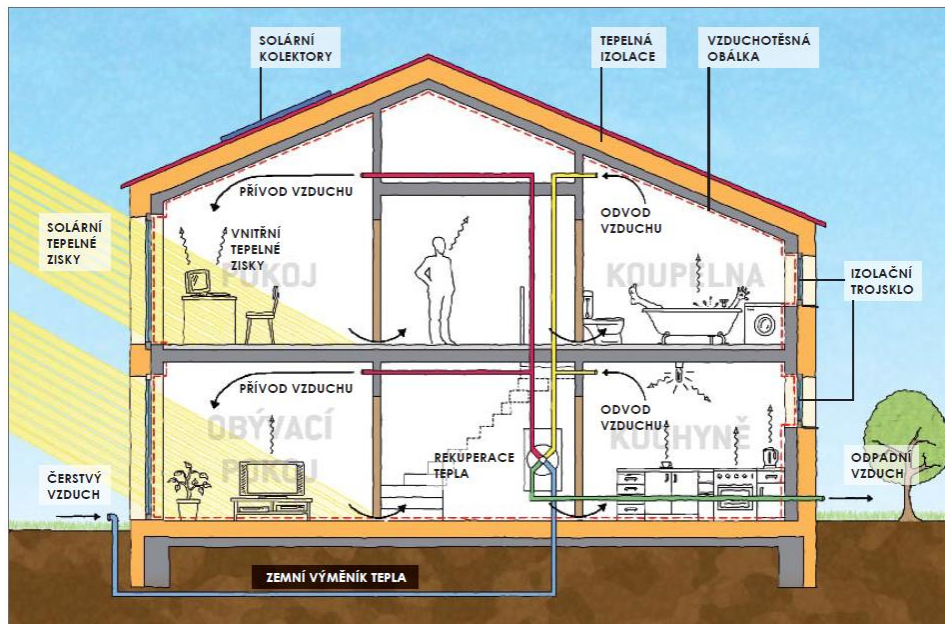 SOLÁRNÍ
KOLEKTORY
TEPELNÁ
IZOLACE
VZDUCHOTĚSNÁ
OBÁLKA
PŘÍVOD VZDUCHU
ODVOD
VZDUCHU
SOLÁRNÍ
TEPELNÉ
ZISKY
VNITŘNÍ
TEPELNÉ
ZISKY
POKOJ
KOUPELNA
IZOLAČNÍ
TROJSKLO
PŘÍVOD VZDUCHU
ODVOD
VZDUCHU
OBÝVACÍ
POKOJ
KUCHYNĚ
REKUPERACE
TEPLA
ODPADNÍ
VZDUCH
ČERSTVÝ
VZDUCH
ZEMNÍ VÝMĚNÍK TEPLA